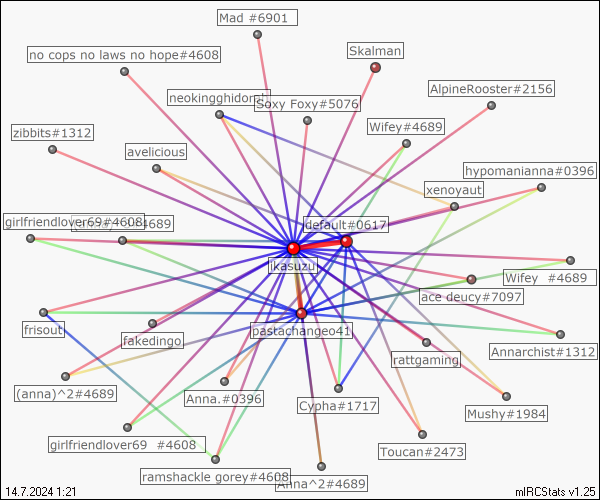 Mad #6901
Skalman
no cops no laws no hope#4608
AlpineRooster#2156
neokingghidora
Soxy Foxy#5076
Wifey#4689
zibbits#1312
avelicious
hypomanianna#0396
xenoyaut
girlfriendlover69#4608
#4689
default#0617
ikasuzu
Wifey #4689
ace deucy#7097
frisout
fakedingo
pastachangeo41
rattgaming
Annarchist#1312
(anna)^2#4689
Anna.#0396
Cypha#1717
Mushy#1984
girlfriendlover69 #4608
Toucan#2473
ramshackle gorey#4608
Anna^2#4689
14.7.2024 1:21
mIRCStats v1.25